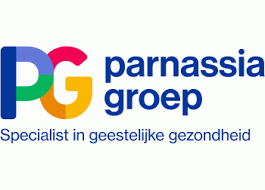 PG
parnassia
groep
Specialist in geestelijke gezondheid